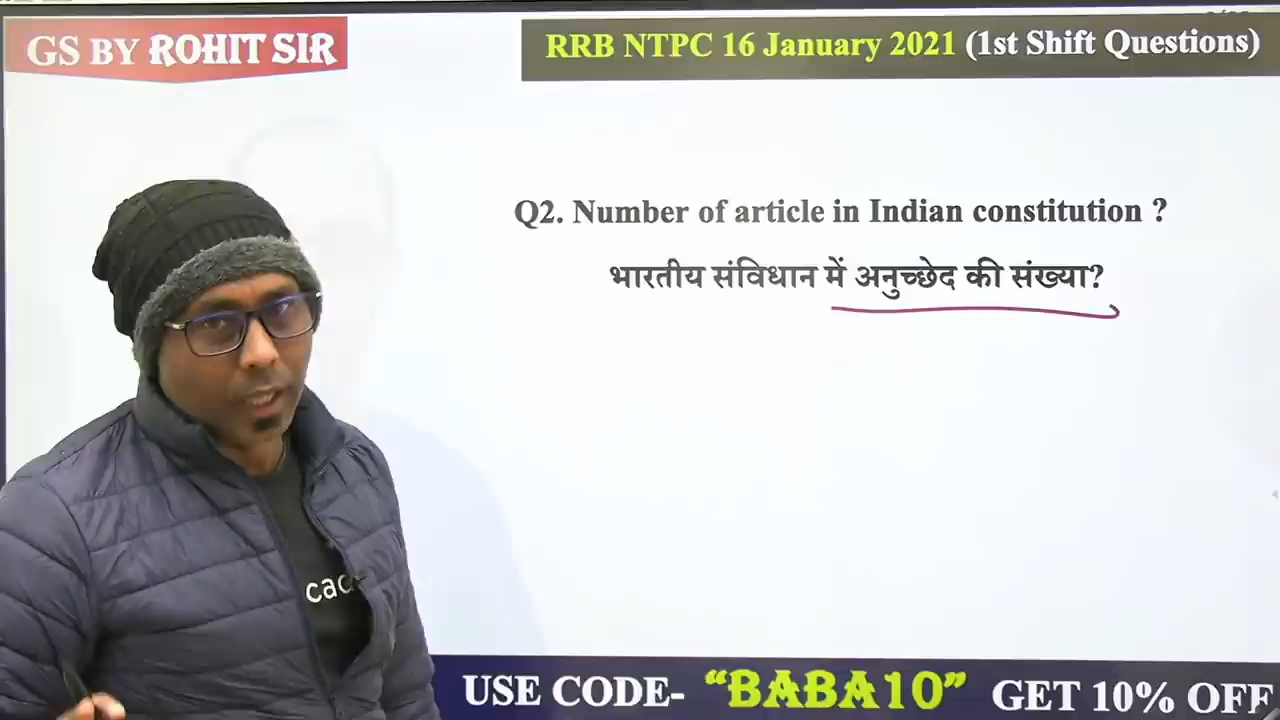 GS BY ROHIT SIR
RRB NTPC 16 January 2021 (1st Shift Questions)
Q2. Number of article in Indian constitution ?
भारतीय संविधान में अनुच्छेद की संख्या?
cad
USE CODE- “BABA10” GET 10% OFF